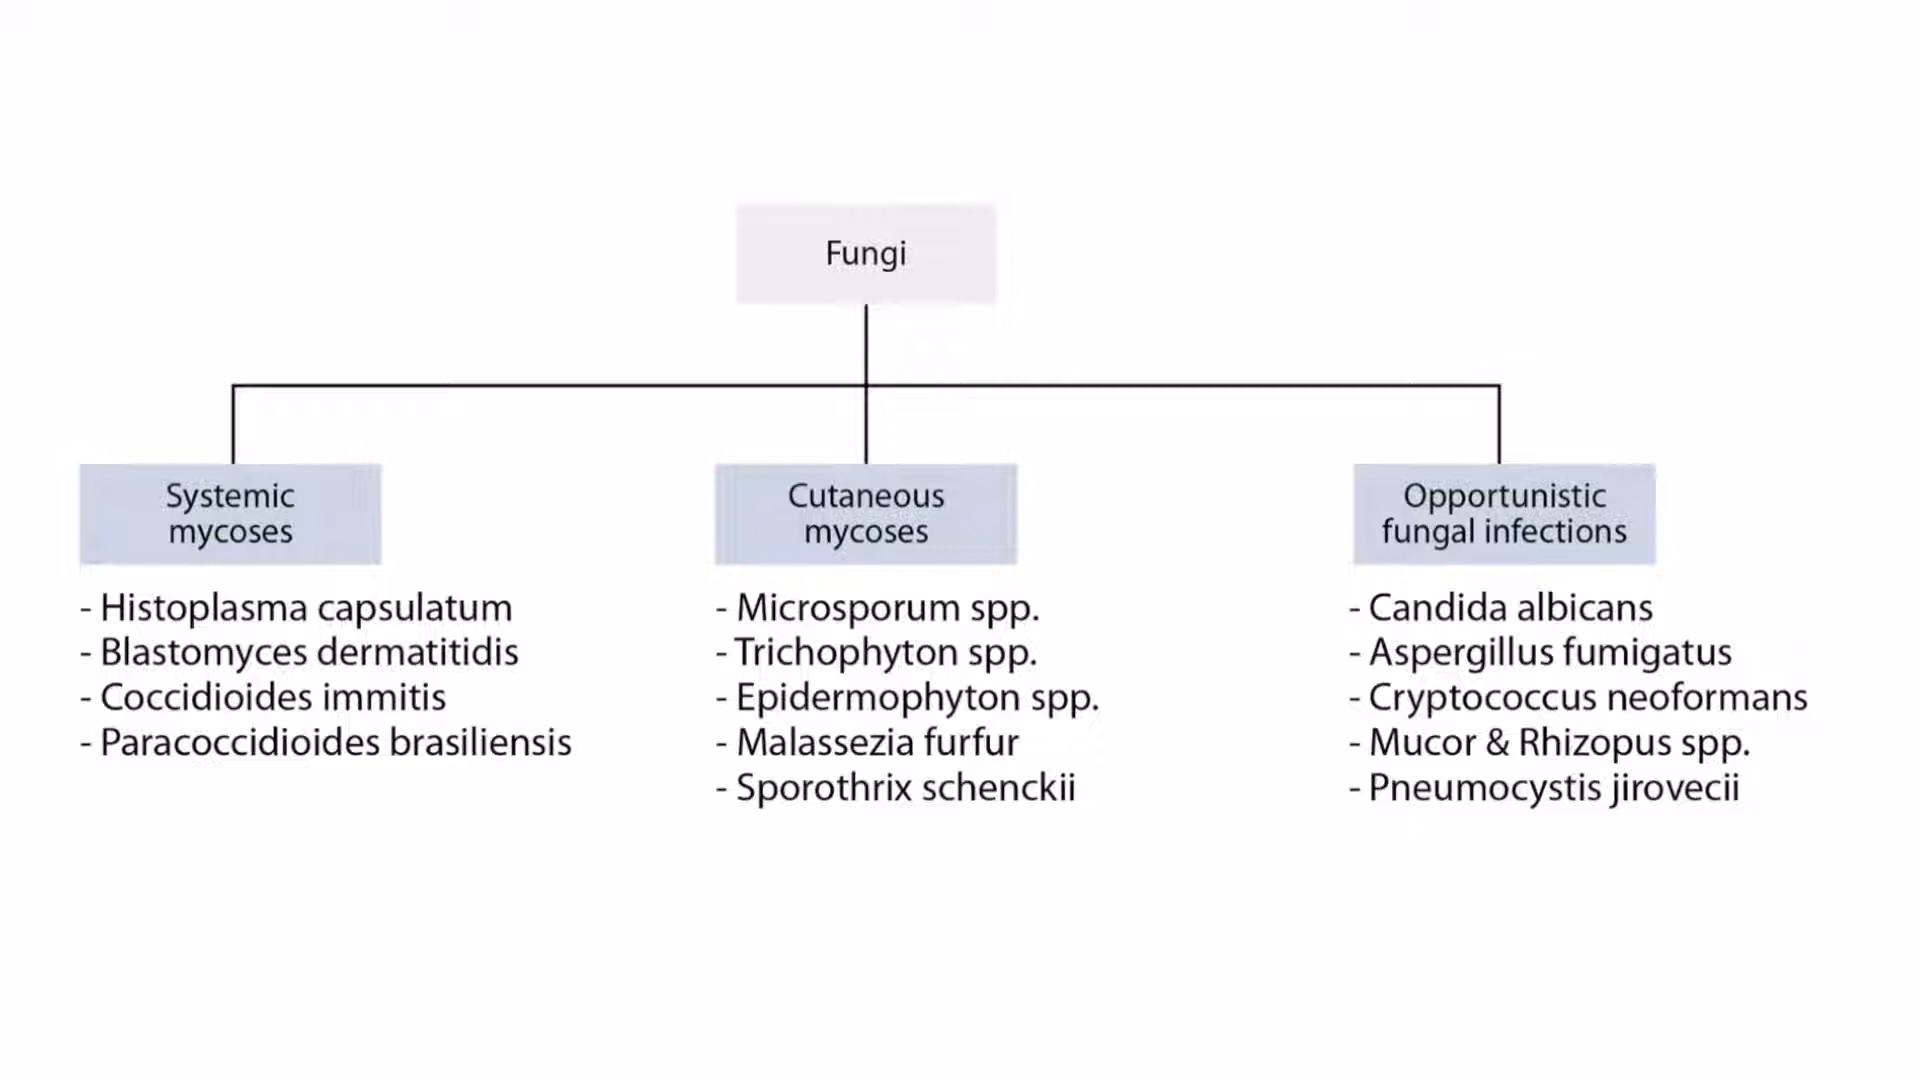 Fungi
Systemic
mycoses
- Histoplasma capsulatum
- Blastomyces dermatitidis
- Coccidioides immitis
- Paracoccidioides brasiliensis
Cutaneous
mycoses
- Microsporum spp.
- Trichophyton spp.
- Epidermophyton spp.
- Malassezia furfur
- Sporothrix schenckii
Opportunistic
fungal infections
- Candida albicans
- Aspergillus fumigatus
- Cryptococcus neoformans
- Mucor & Rhizopus spp.
- Pneumocystis jirovecii